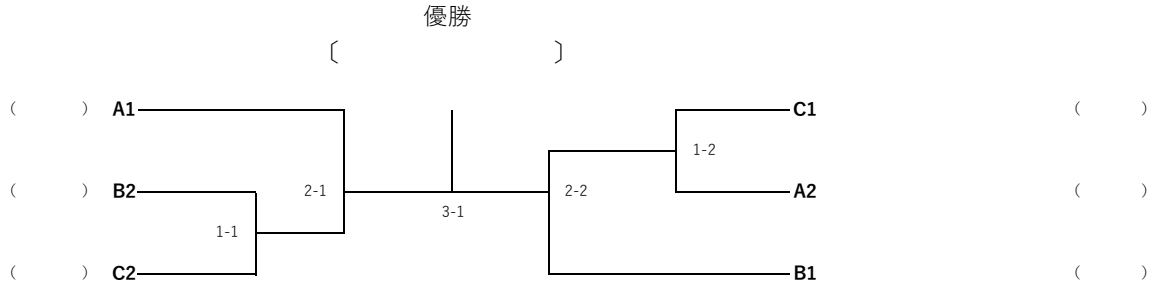 優勝
〔　　　〕
（　　　） A1 C1 （　　　）
1-2
（　　　） B2 2-1 2-2 A2 （　　　）
3-1
1-1
（　　　） C2 B1 （　　　）